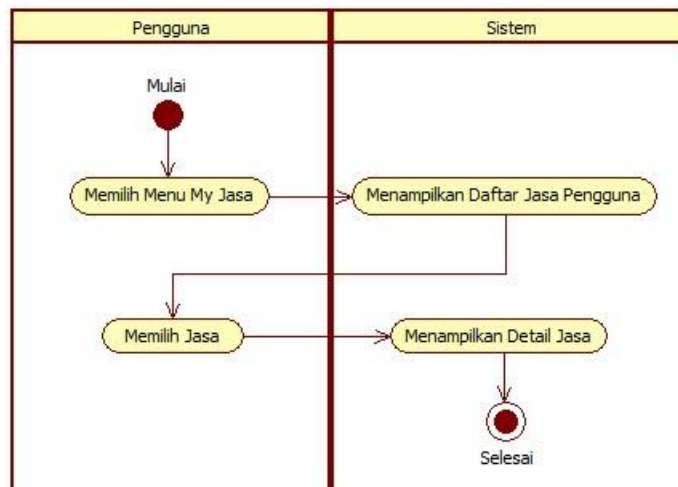 Pengguna
Sistem
Mulai
Memilih Menu My Jasa
Menampilkan Daftar Jasa Pengguna
Memilih Jasa
Menampilkan Detail Jasa
Selesai